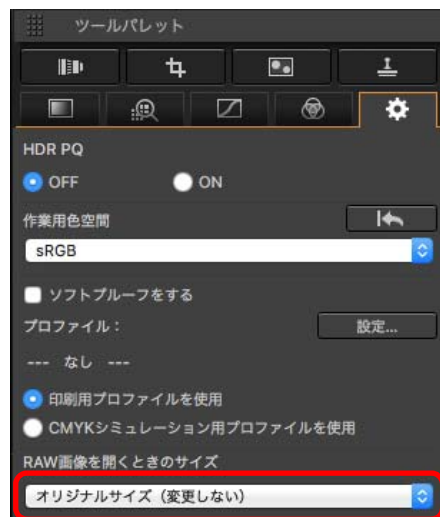 ツールパレット
HDR PQ
OFF ON
作業用色空間
sRGB
ソフトプルーフをする
プロファイル：
設定...
--- なし ---
印刷用プロファイルを使用
CMYKシミュレーション用プロファイルを使用
RAW画像を開くときのサイズ
オリジナルサイズ（変更しない）